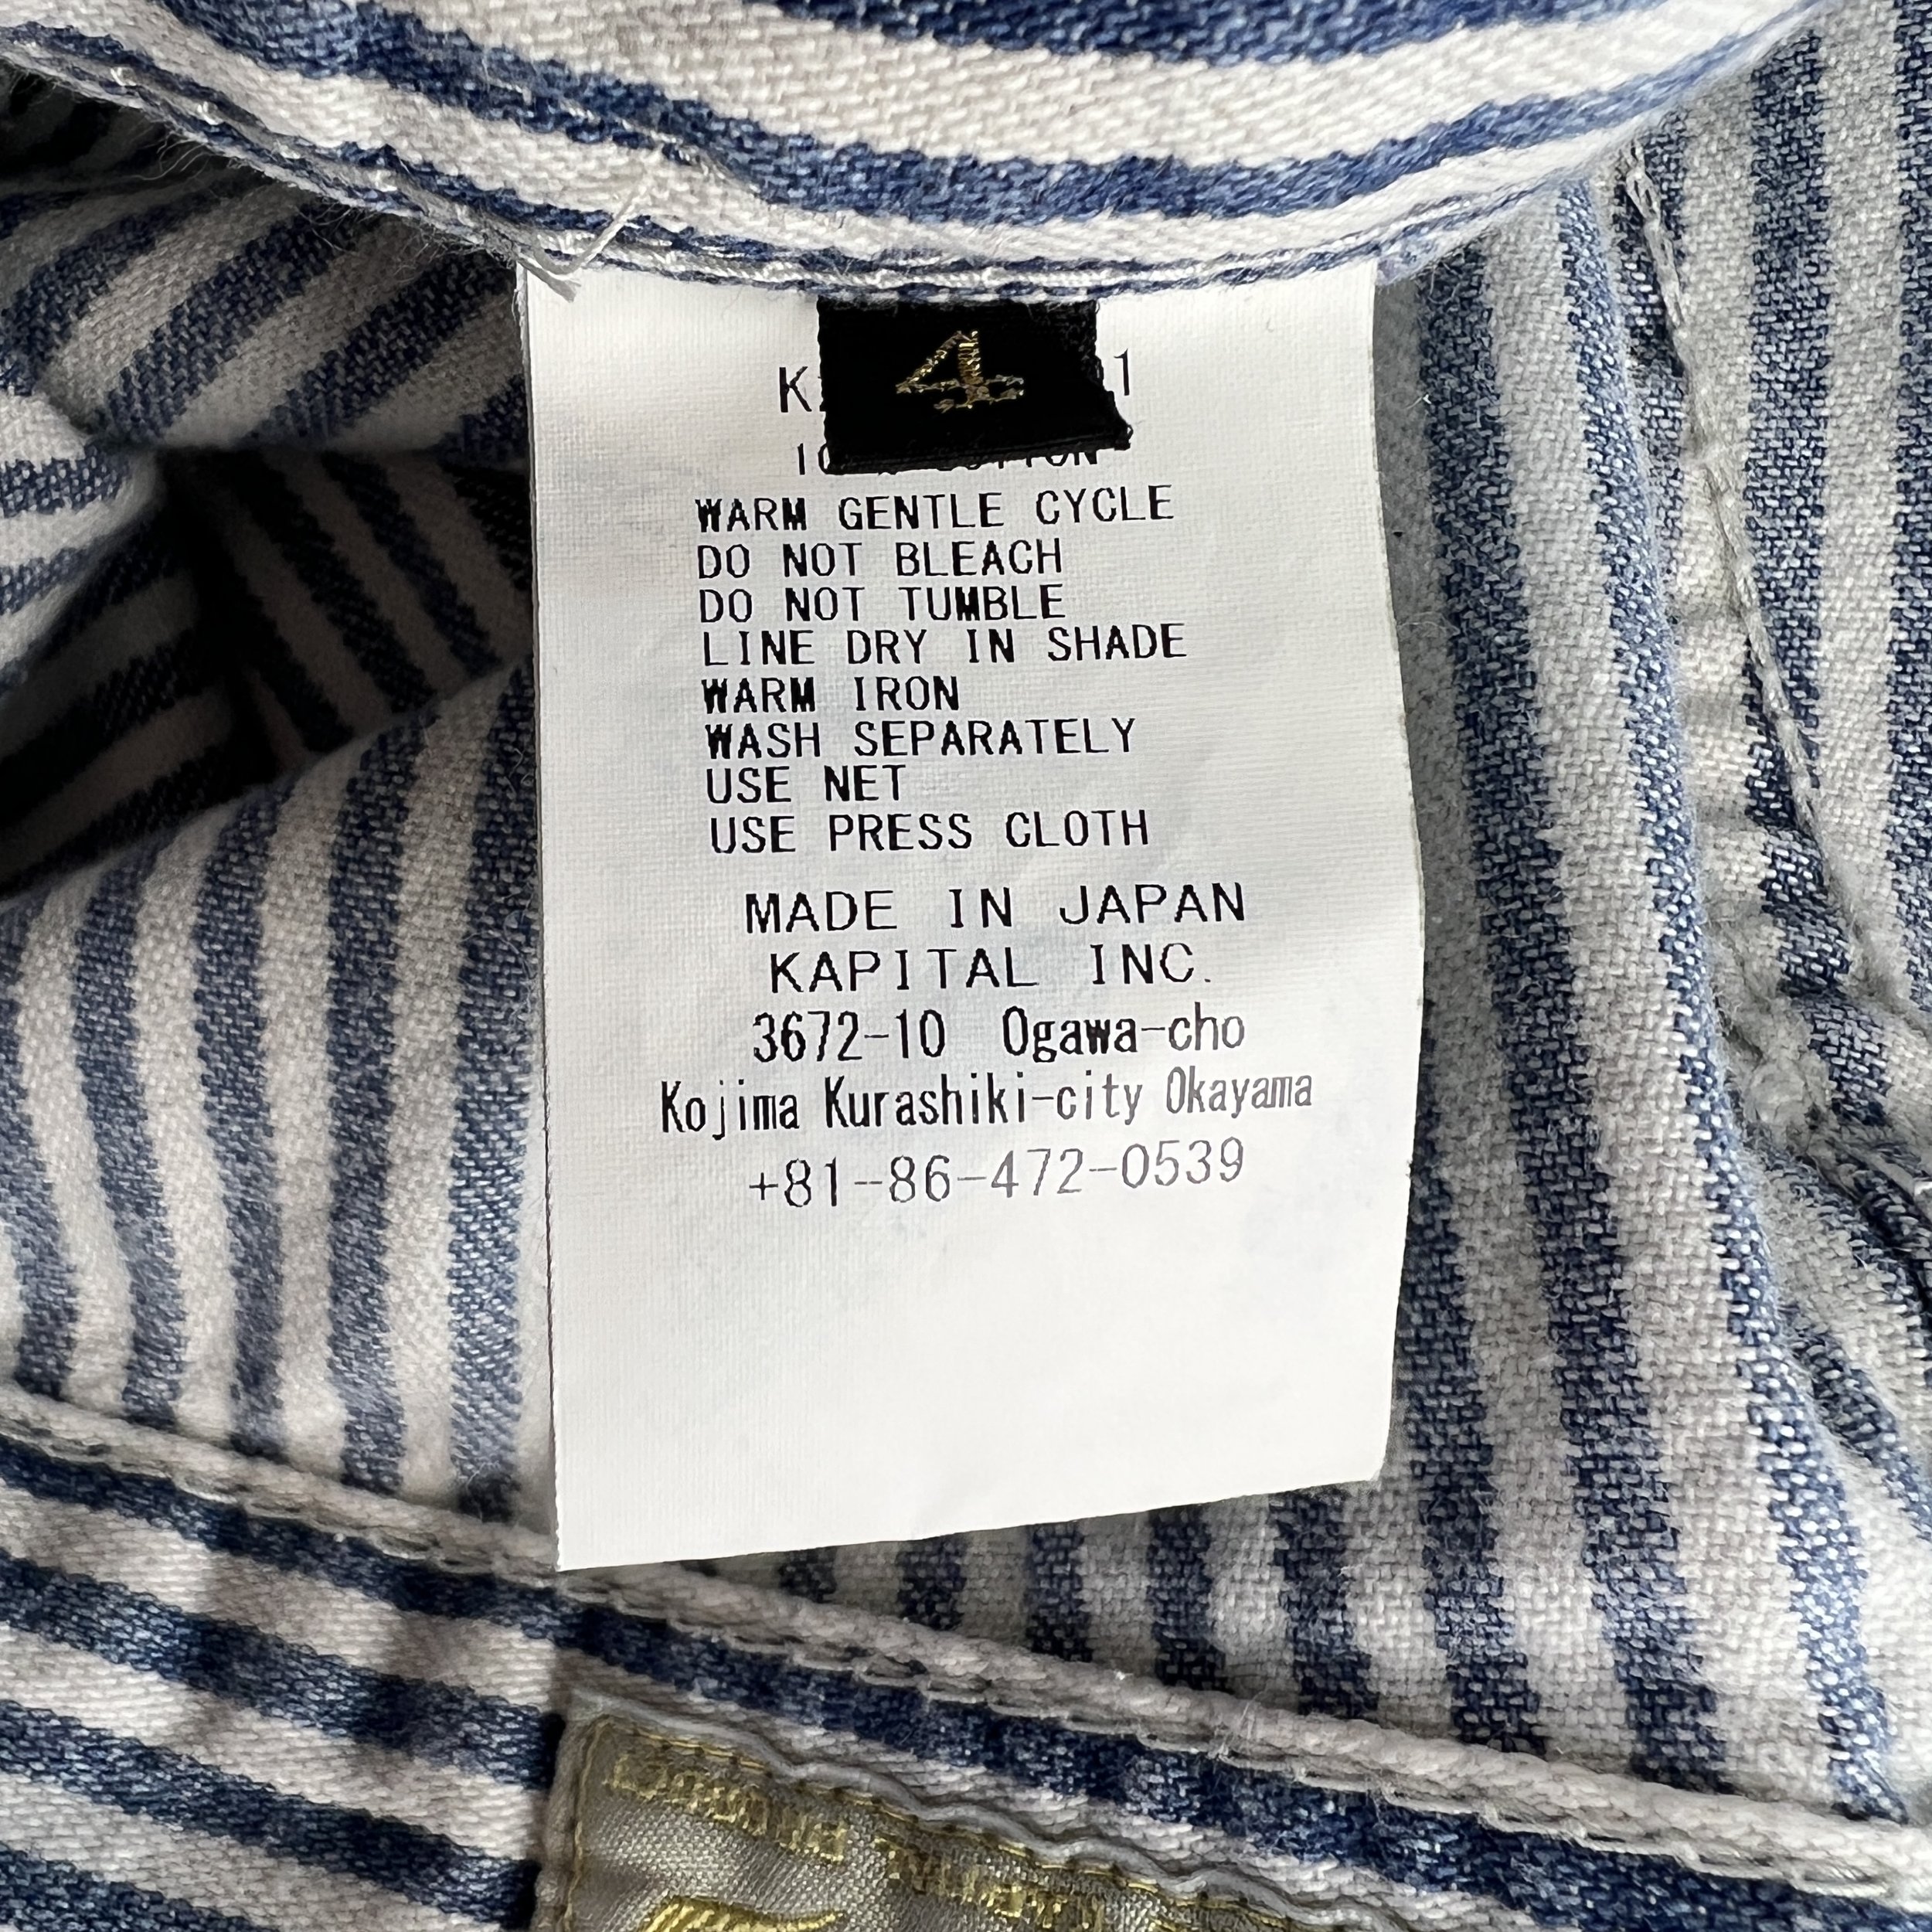 4
WARM GENTLE CYCLE
DO NOT BLEACH
DO NOT TUMBLE
LINE DRY IN SHADE
WARM IRON
WASH SEPARATELY
USE NET
USE PRESS CLOTH
MADE IN JAPAN
KAPITAL INC.
3672-10 Ogawa-cho
Kojima Kurashiki-city Okayama
+81-86-472-0539